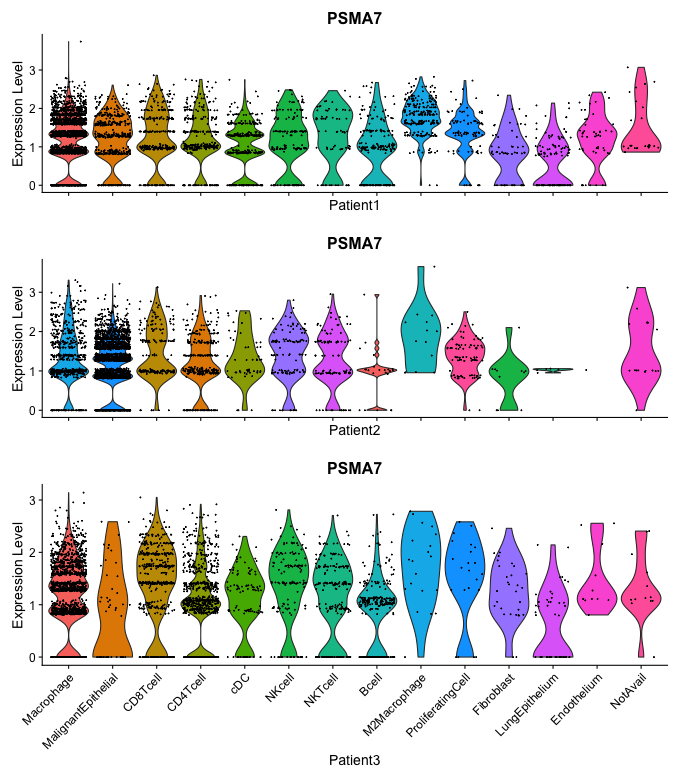 PSMA7
Expression Level
3
2
1
0
Patient1
PSMA7
Expression Level
3
2
1
0
Patient2
PSMA7
Expression Level
3
2
1
0
Macrophage
MalignantEpithelial
CD8Tcell
CD4Tcell
cDC
NKcell
NKTcell
Bcell
M2Macrophage
ProliferatingCell
Fibroblast
LungEpithelium
Endothelium
NotAvail
Patient3